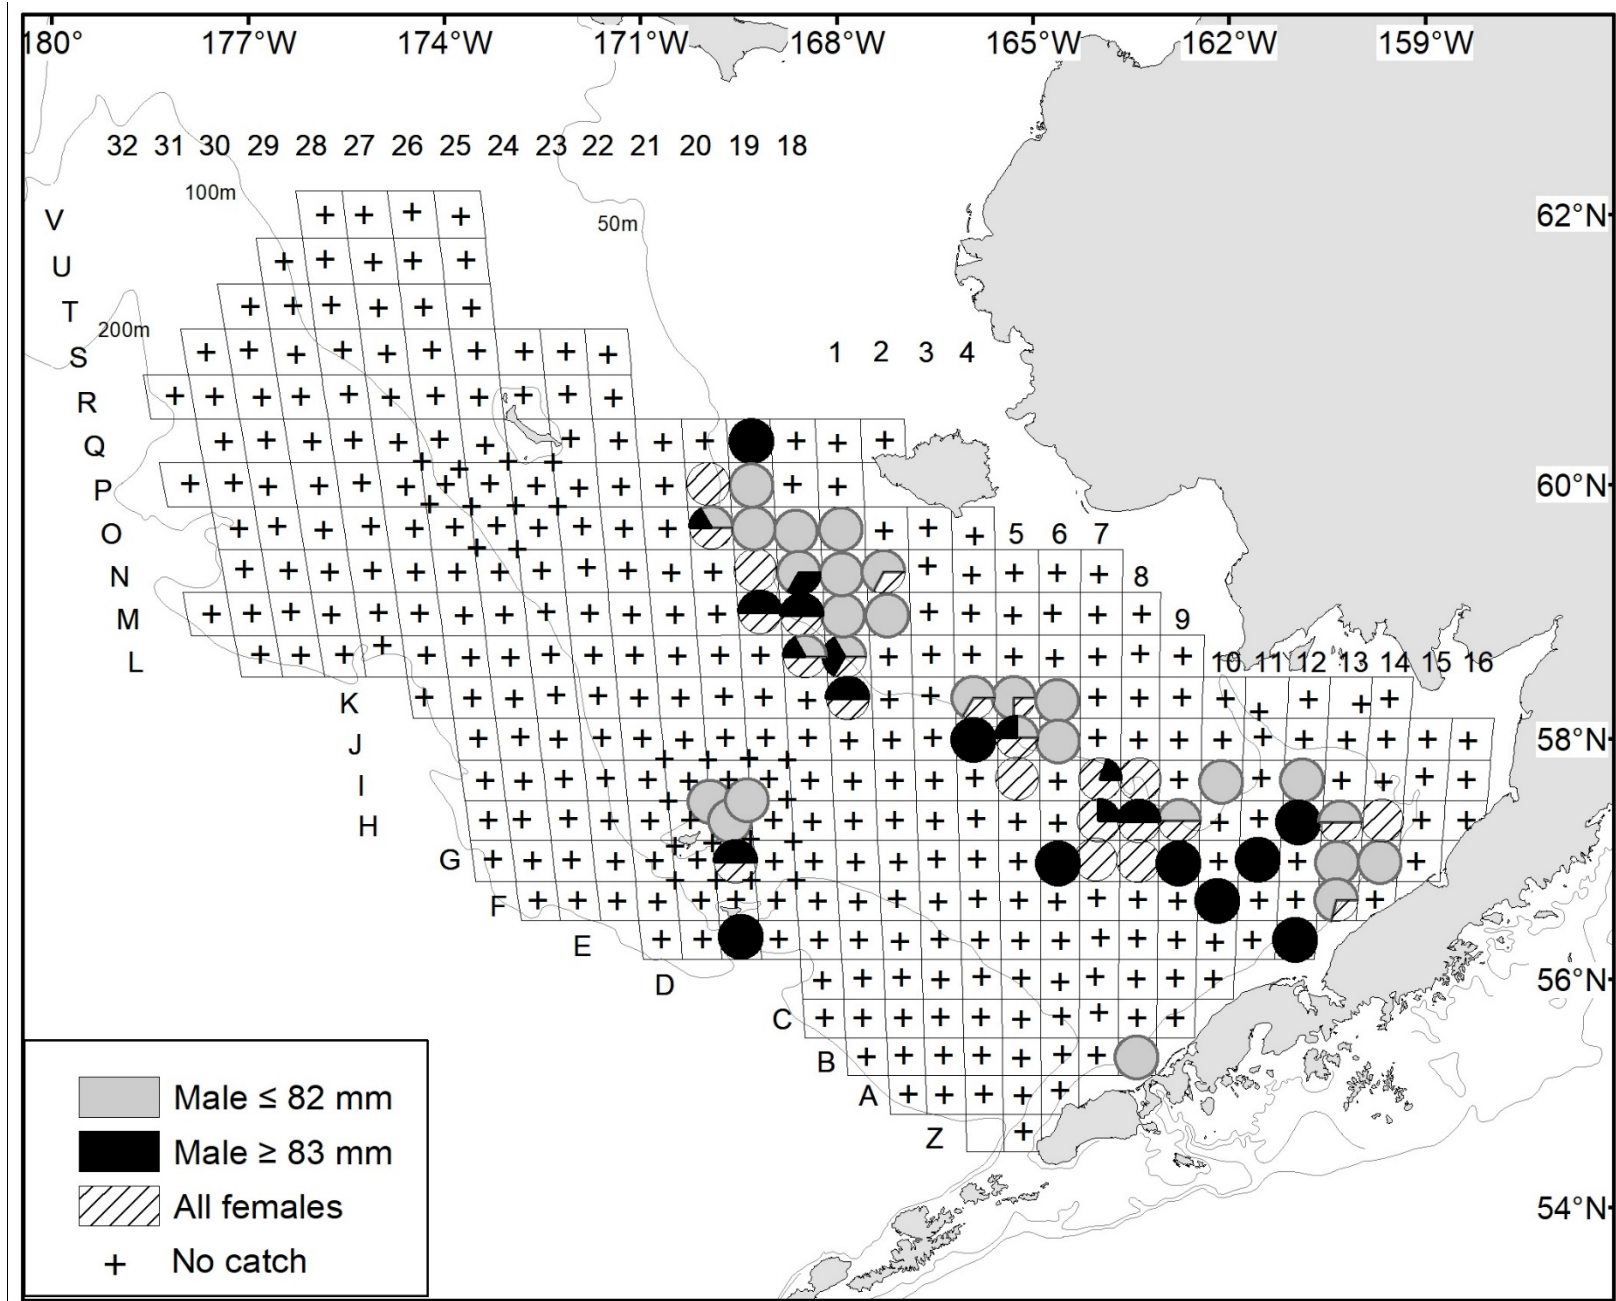 180° 177°W 174°W 171°W 168°W 165°W 162°W 159°W
32 31 30 29 28 27 26 25 24 23 22 21 20 19 18
100m
V
50m
62°N
U
T
200m
S
1 2 3 4
R
Q
P
60°N
O
5 6 7
N
8
M
9
L
10 11 12 13 14 15 16
K
J
58°N
I
H
G
F
E
D
56°N
C
B
A
Z
Male ≤ 82 mm
Male ≥ 83 mm
All females
54°N
+ No catch